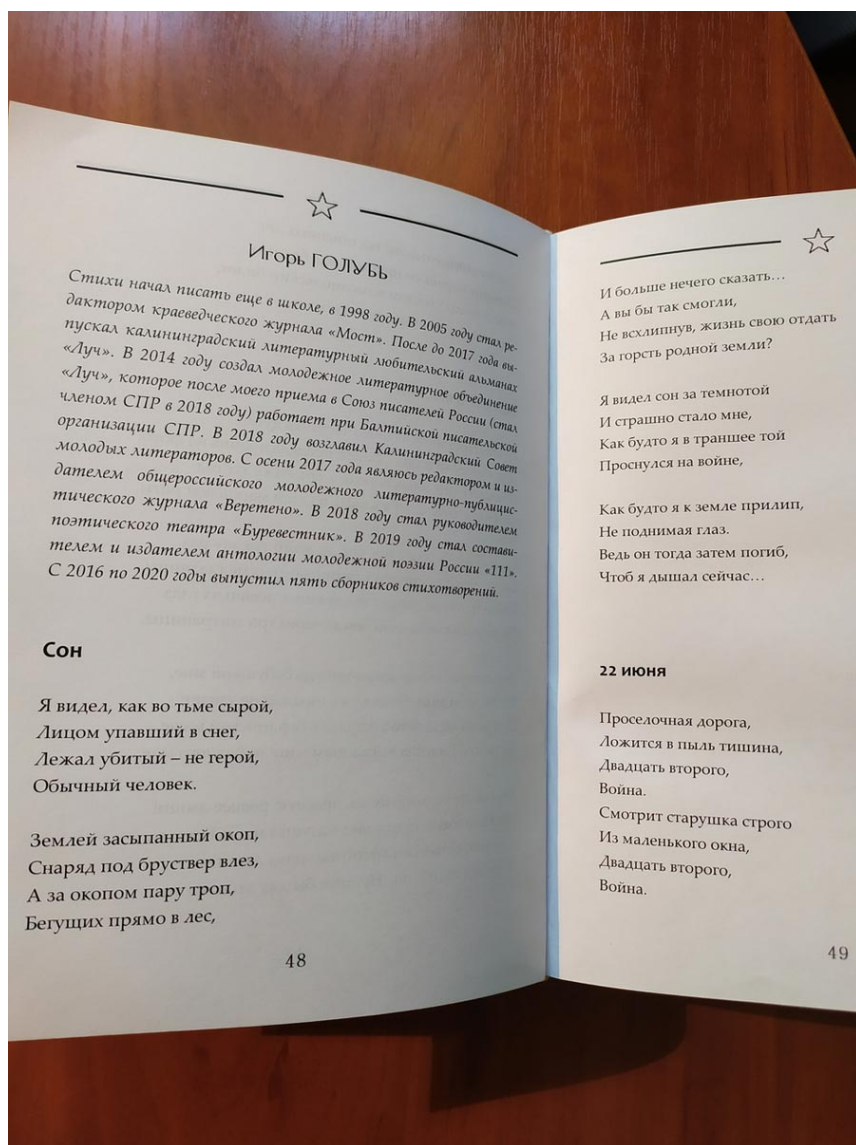 Игорь ГОЛУБЬ
Стихи начал писать еще в школе, в 1998 году. В 2005 году стал ре-
дактором краеведческого журнала «Мост». После до 2017 года вы-
пускал калининградский литературный любительский альманах
«Луч». В 2014 году создал молодежное литературное объединение
«Луч», которое после моего приема в Союз писателей России (стал
членом СПР в 2018 году) работает при Балтийской писательской
организации СПР. В 2018 году возглавил Калининградский Совет
молодых литераторов. С осени 2017 года являюсь редактором и из-
дателем общероссийского молодежного литературно-публицис-
тического журнала «Веретено». В 2018 году стал руководителем
поэтического театра «Буревестник». В 2019 году стал состави-
телем и издателем антологии молодежной поэзии России «111».
С 2016 по 2020 годы выпустил пять сборников стихотворений.
Сон
Я видел, как во тьме сырой,
Лицом упавший в снег,
Лежал убитый – не герой,
Обычный человек.
Землей засыпанный окоп,
Снаряд под бруствер влез,
А за окопом пару троп,
Бегущих прямо в лес,
48
И больше нечего сказать…
А вы бы так смогли,
Не всхлипнув, жизнь свою отдать
За горсть родной земли?
Я видел сон за темнотой
И страшно стало мне,
Как будто я в траншее той
Проснулся на войне,
Как будто я к земле прилип,
Не поднимая глаз.
Ведь он тогда затем погиб,
Чтоб я дышал сейчас…
22 июня
Проселочная дорога,
Ложится в пыль тишина,
Двадцать второго,
Война.
Смотрит старушка строго
Из маленького окна,
Двадцать второго,
Война.
49